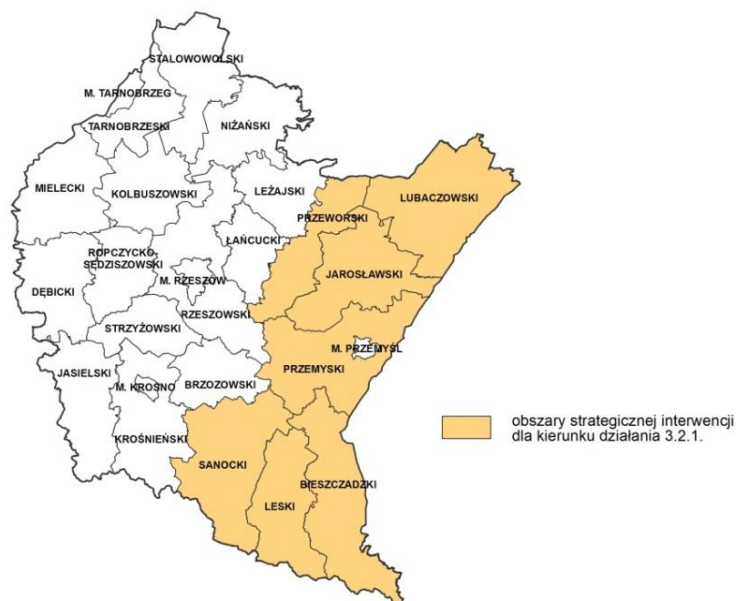 STALOWOWOLSKI
M. TARNOBRZEG
TARNOBRZESKI
NIŻAŃSKI
MIELECKI
KOLBUSZOWSKI
LEŻAJSKI
LUBACZOWSKI
PRZEWORSKI
ŁAŃCUCKI
ROPCZYCKO-
SĘDZISZOWSKI
JAROSŁAWSKI
M. RZESZÓW
DĘBICKI
RZESZOWSKI
STRZYŻOWSKI
M. PRZEMYŚL
PRZEMYSKI
JASIELSKI
M. KROSNO
BRZOZOWSKI
obszary strategicznej interwencji
dla kierunku działania 3.2.1.
KROŚNIEŃSKI
SANOCKI
BIESZCZADZKI
LESKI